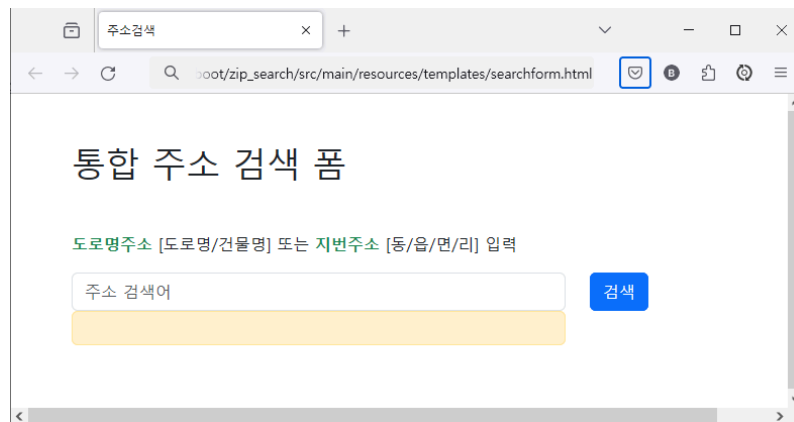 주소검색
oot/zip_search/src/main/resources/templates/searchform.html
B
통합 주소 검색 폼
도로명주소 [도로명/건물명] 또는 지번주소 [동/읍/면/리] 입력
주소 검색어
검색